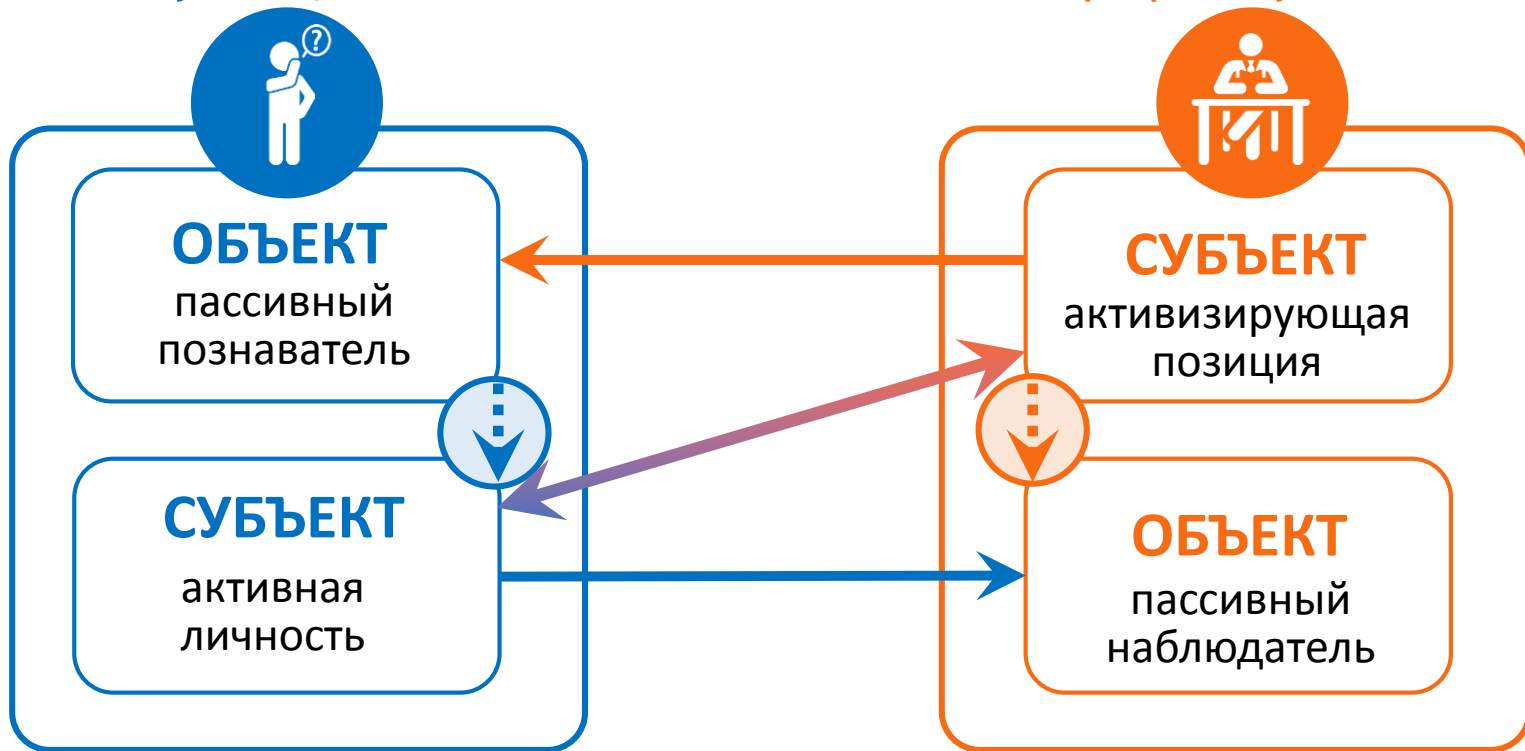 ОБЪЕКТ
пассивный
познаватель
СУБЪЕКТ
активная
личность
СУБЪЕКТ
активизирующая
позиция
ОБЪЕКТ
пассивный
наблюдатель
?